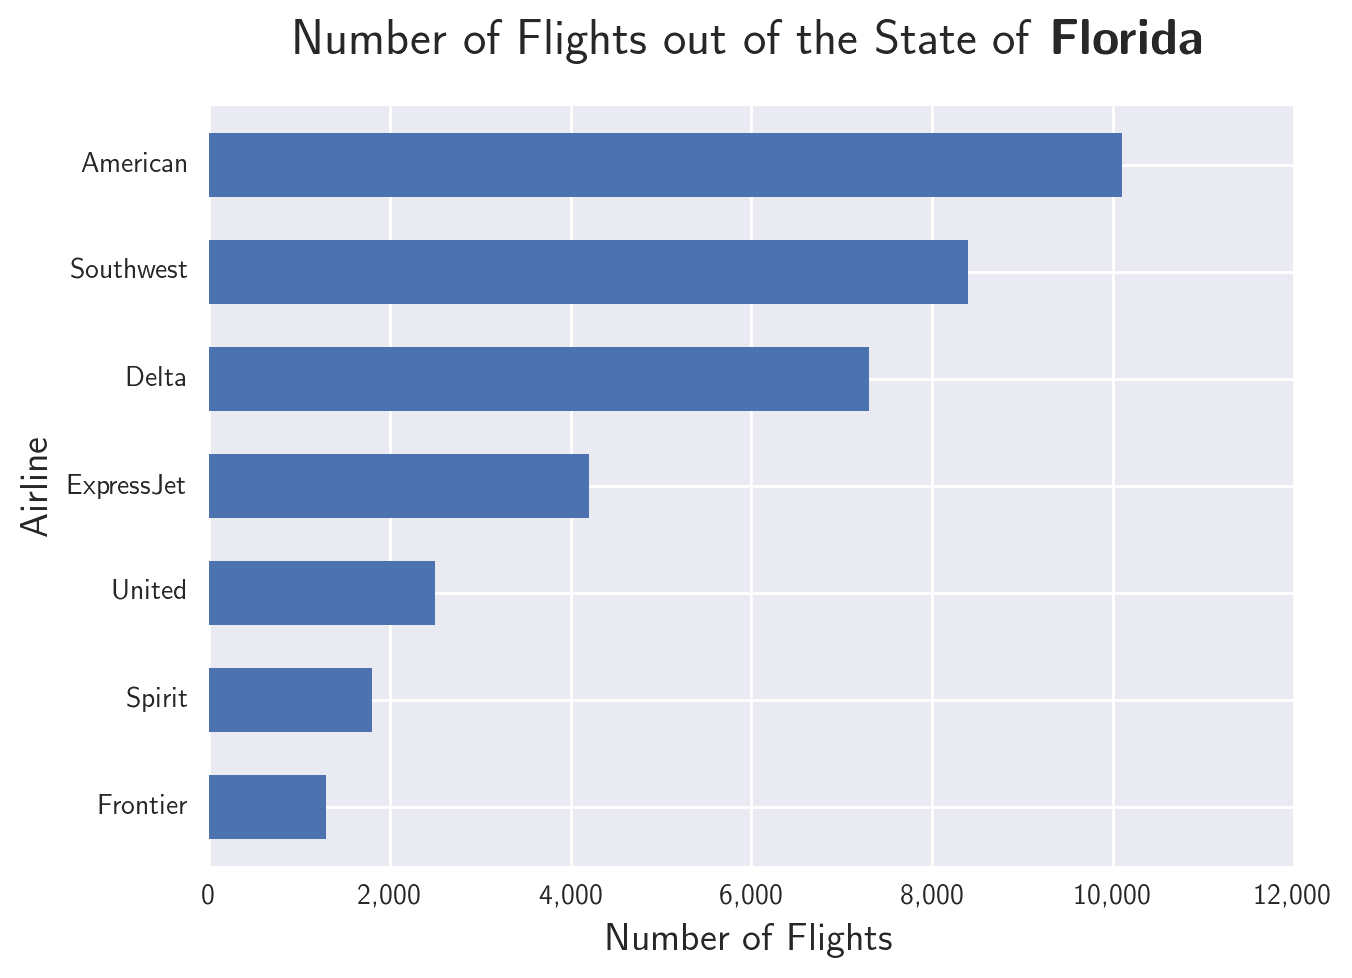 Number of Flights out of the State of Florida
American
Southwest
Delta
ExpressJet
United
Spirit
Frontier
Airline
0 2,000 4,000 6,000 8,000 10,000 12,000
Number of Flights